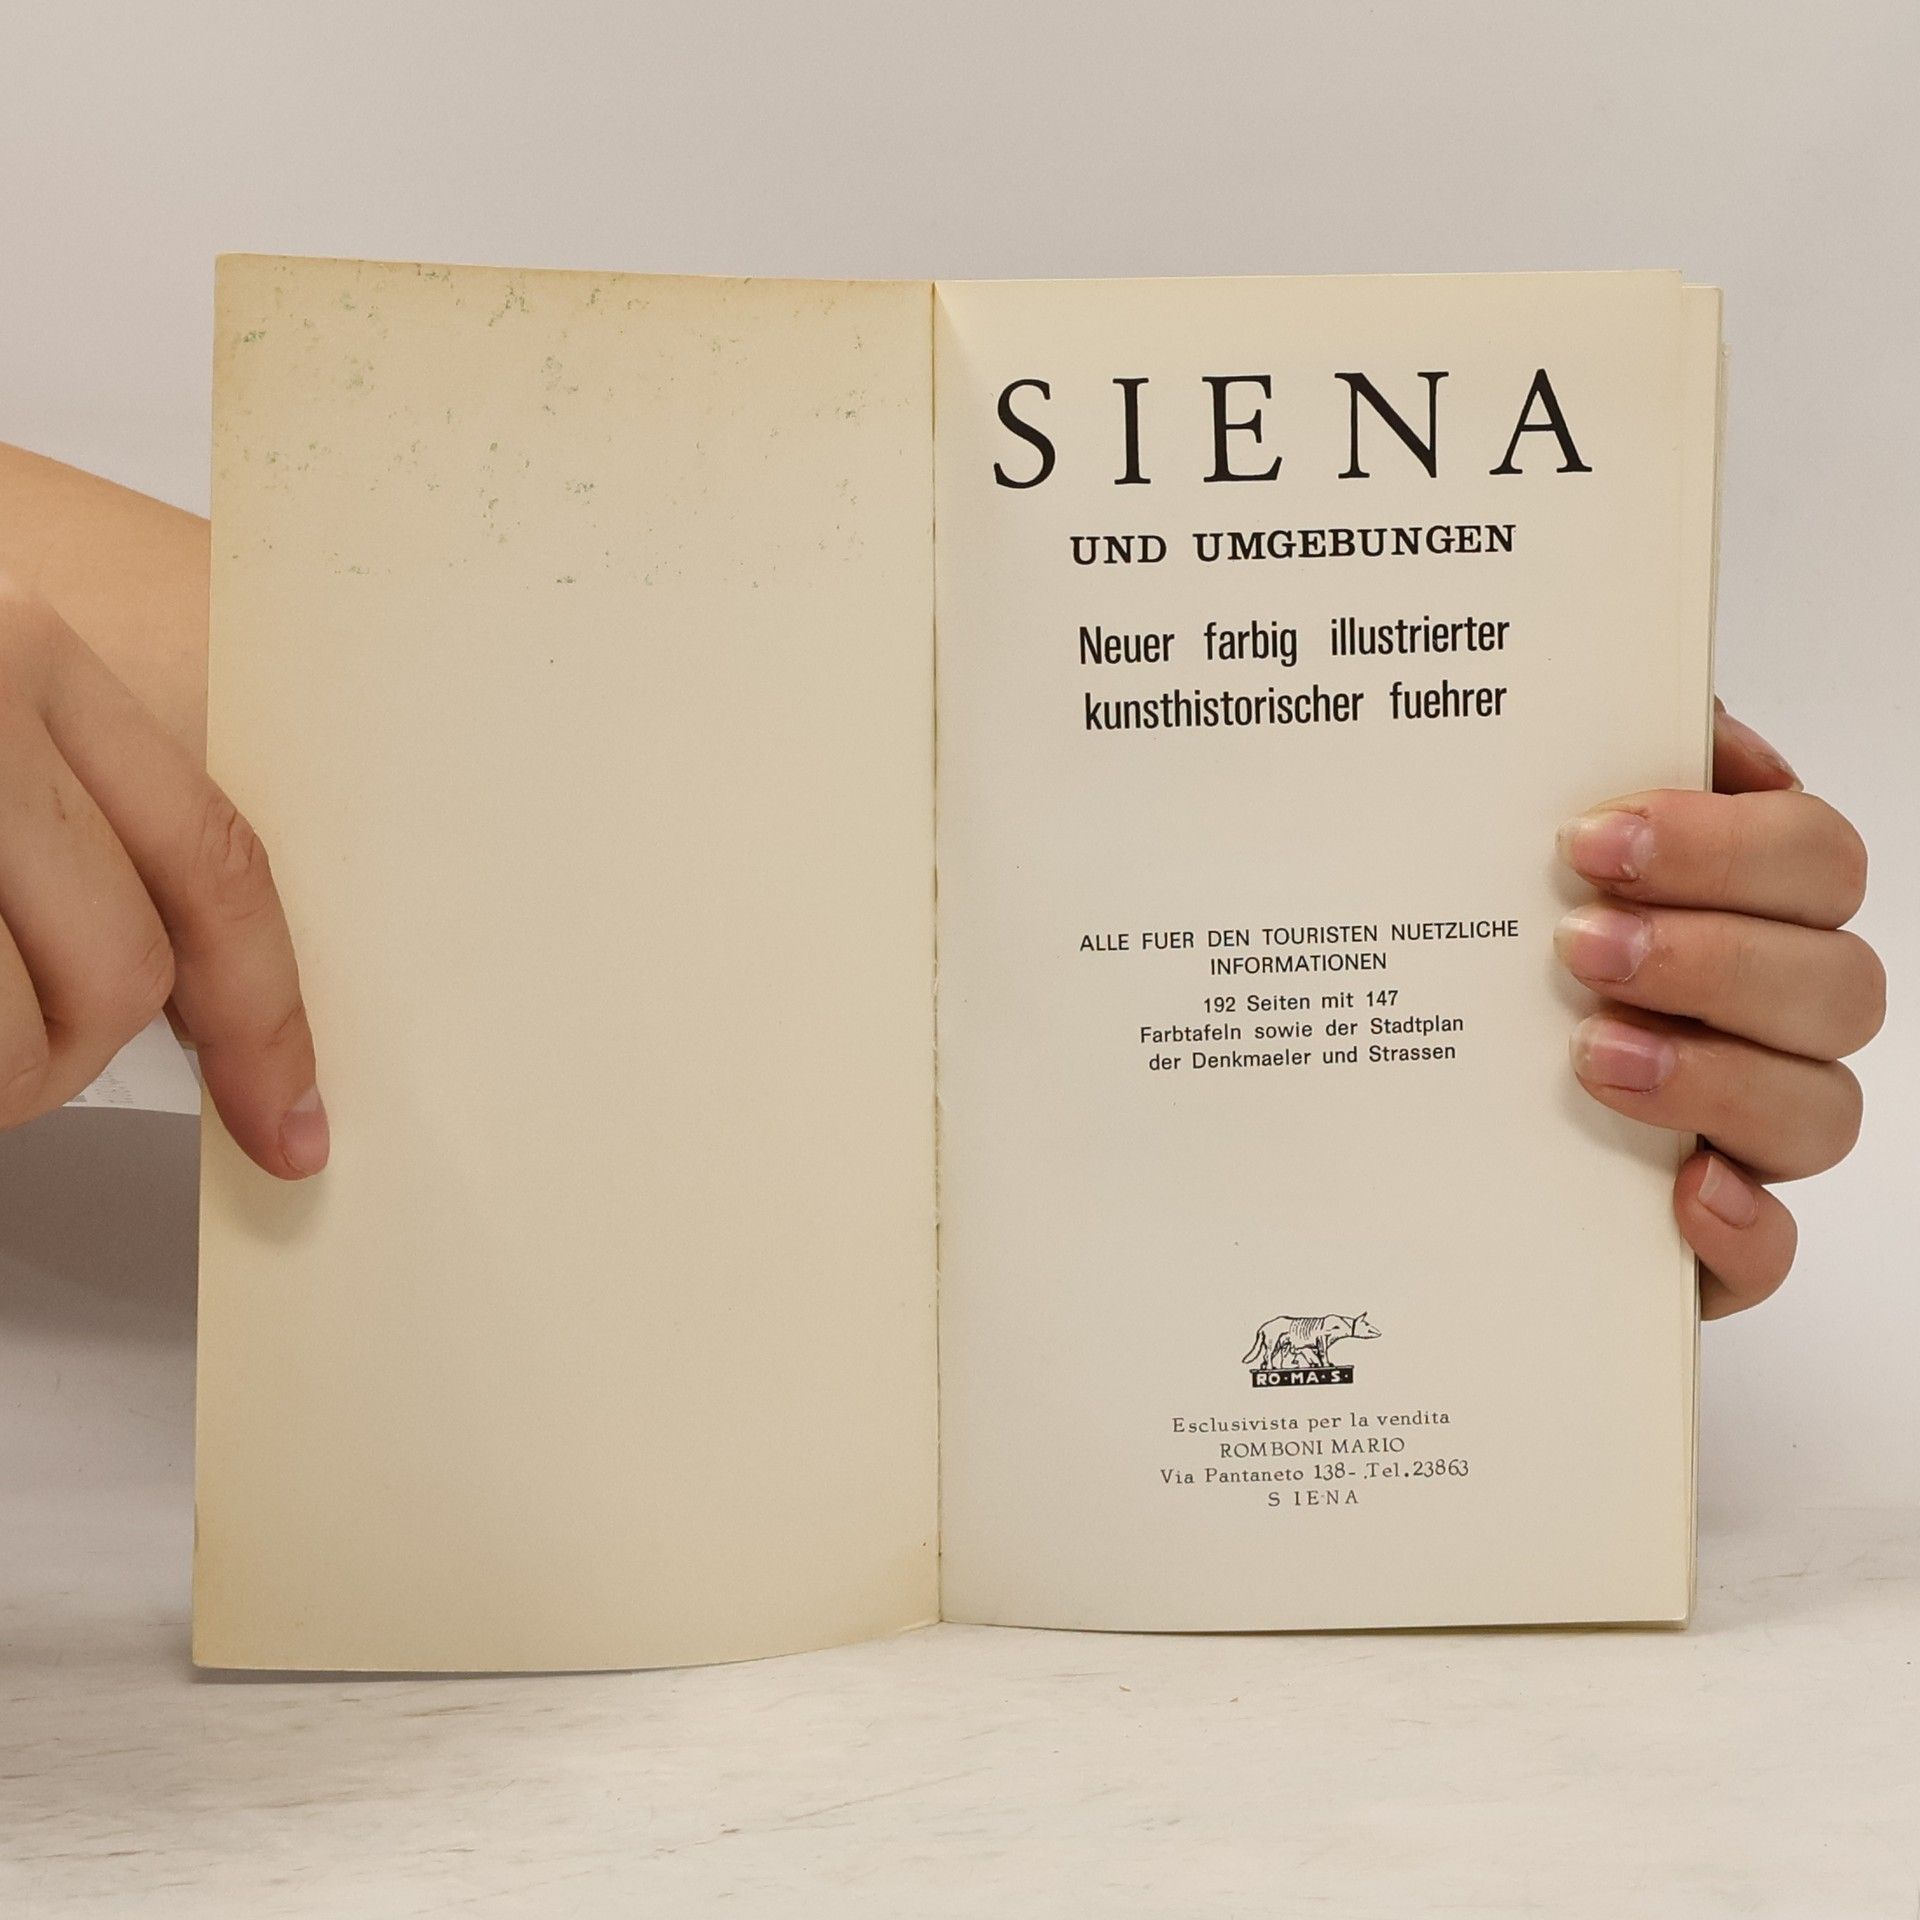 SIENA
UND UMGEBUNGEN
Neuer farbig illustrierter
kunsthistorischer fuehrer
ALLE FUER DEN TOURISTEN NUETZLICHE
INFORMATIONEN
192 Seiten mit 147
Farbtafeln sowie der Stadtplan
der Denkmaeler und Strassen
RO·MA·S·
Esclusivista per la vendita
ROMBONI MARIO
Via Pantaneto 138- .Tel.23863
SIENA